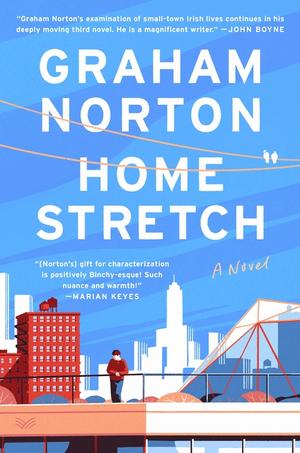 "Graham Norton's examination of small-town Irish lives continues in his
deeply moving third novel. He is a magnificent writer." —JOHN BOYNE
GRAHAM
NORTON
HOME
STRETCH
A Novel
"[Norton's] gift for characterization
is positively Binchy-esque! Such
nuance and warmth!"
—MARIAN KEYES